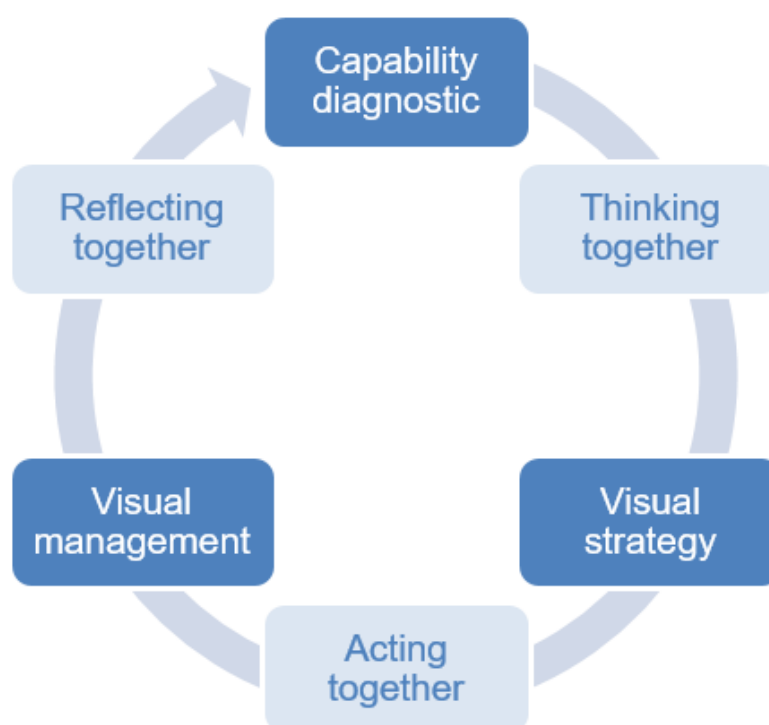 Capability
diagnostic
Thinking
together
Visual
strategy
Acting
together
Visual
management
Reflecting
together